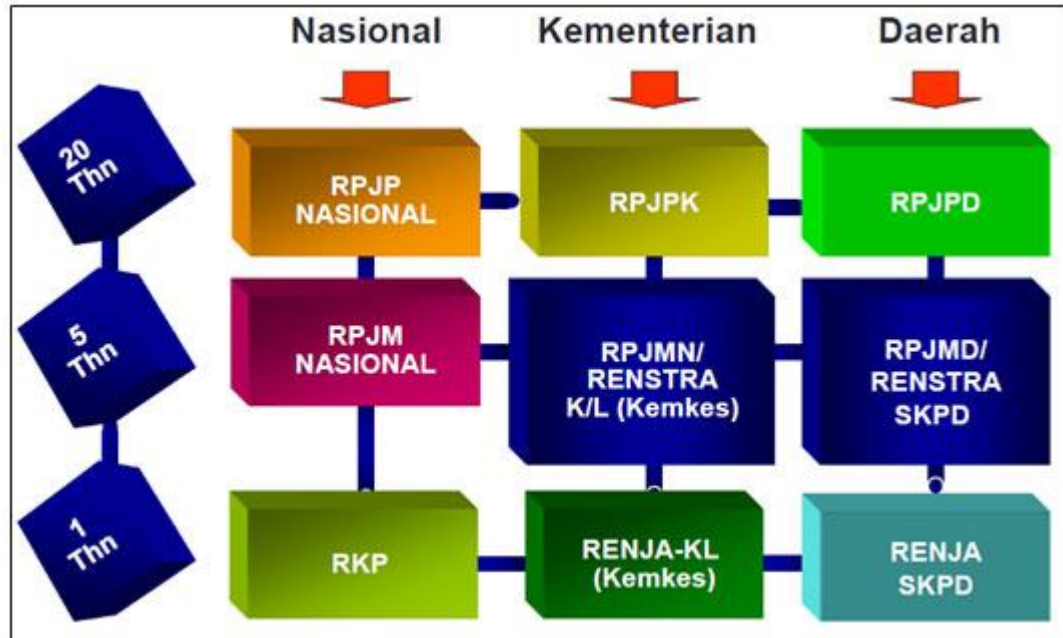 Nasional Kementerian Daerah
20
Thn
RPJP
NASIONAL
RPJPK
RPJPD
5
Thn
RPJM
NASIONAL
RPJMN/
RENSTRA
K/L (Kemkes)
RPJMD/
RENSTRA
SKPD
1
Thn
RKP
RENJA-KL
(Kemkes)
RENJA
SKPD